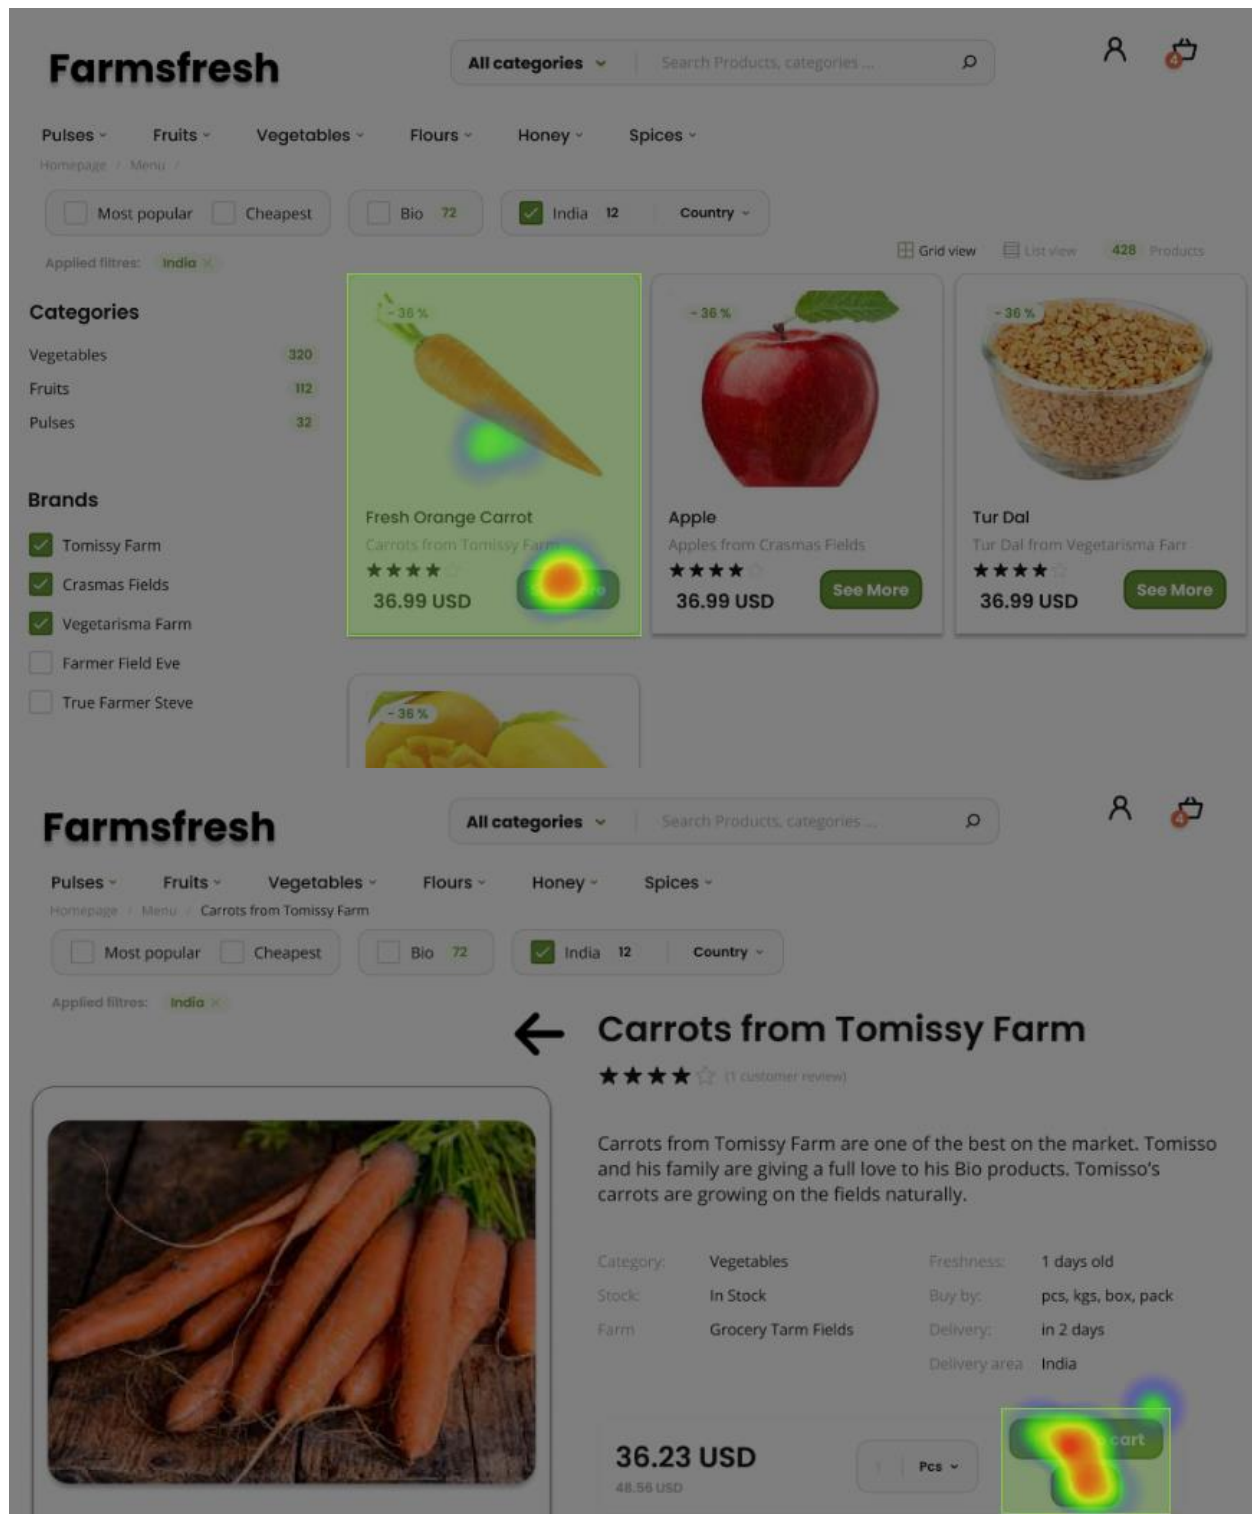 Farmsfresh
All categories
Search Products, categories ...
4
Pulses
Fruits
Vegetables
Flours
Honey
Spices
Homepage / Menu /
Most popular
Cheapest
Bio 72
India 12
Country
Applied filtres: India ×
Grid view
List view
428 Products
Categories
Vegetables 320
Fruits 112
Pulses 32
Brands
Tomissy Farm
Crasmas Fields
Vegetarisma Farm
Farmer Field Eve
True Farmer Steve
- 36 %
Fresh Orange Carrot
Carrots from Tomissy Farm
36.99 USD
- 36 %
Apple
Apples from Crasmas Fields
36.99 USD
See More
- 36 %
Tur Dal
Tur Dal from Vegetarisma Farr
36.99 USD
See More
- 36 %
Farmsfresh
All categories
Search Products, categories ...
4
Pulses
Fruits
Vegetables
Flours
Honey
Spices
Homepage / Menu / Carrots from Tomissy Farm
Most popular
Cheapest
Bio 72
India 12
Country
Applied filtres: India ×
Carrots from Tomissy Farm
(1 customer review)
Carrots from Tomissy Farm are one of the best on the market. Tomisso
and his family are giving a full love to his Bio products. Tomisso's
carrots are growing on the fields naturally.
Category: Vegetables
Stock: In Stock
Farm Grocery Tarm Fields
Freshness: 1 days old
Buy by: pcs, kgs, box, pack
Delivery: in 2 days
Delivery area India
36.23 USD
48.56 USD
1
Pcs
cart